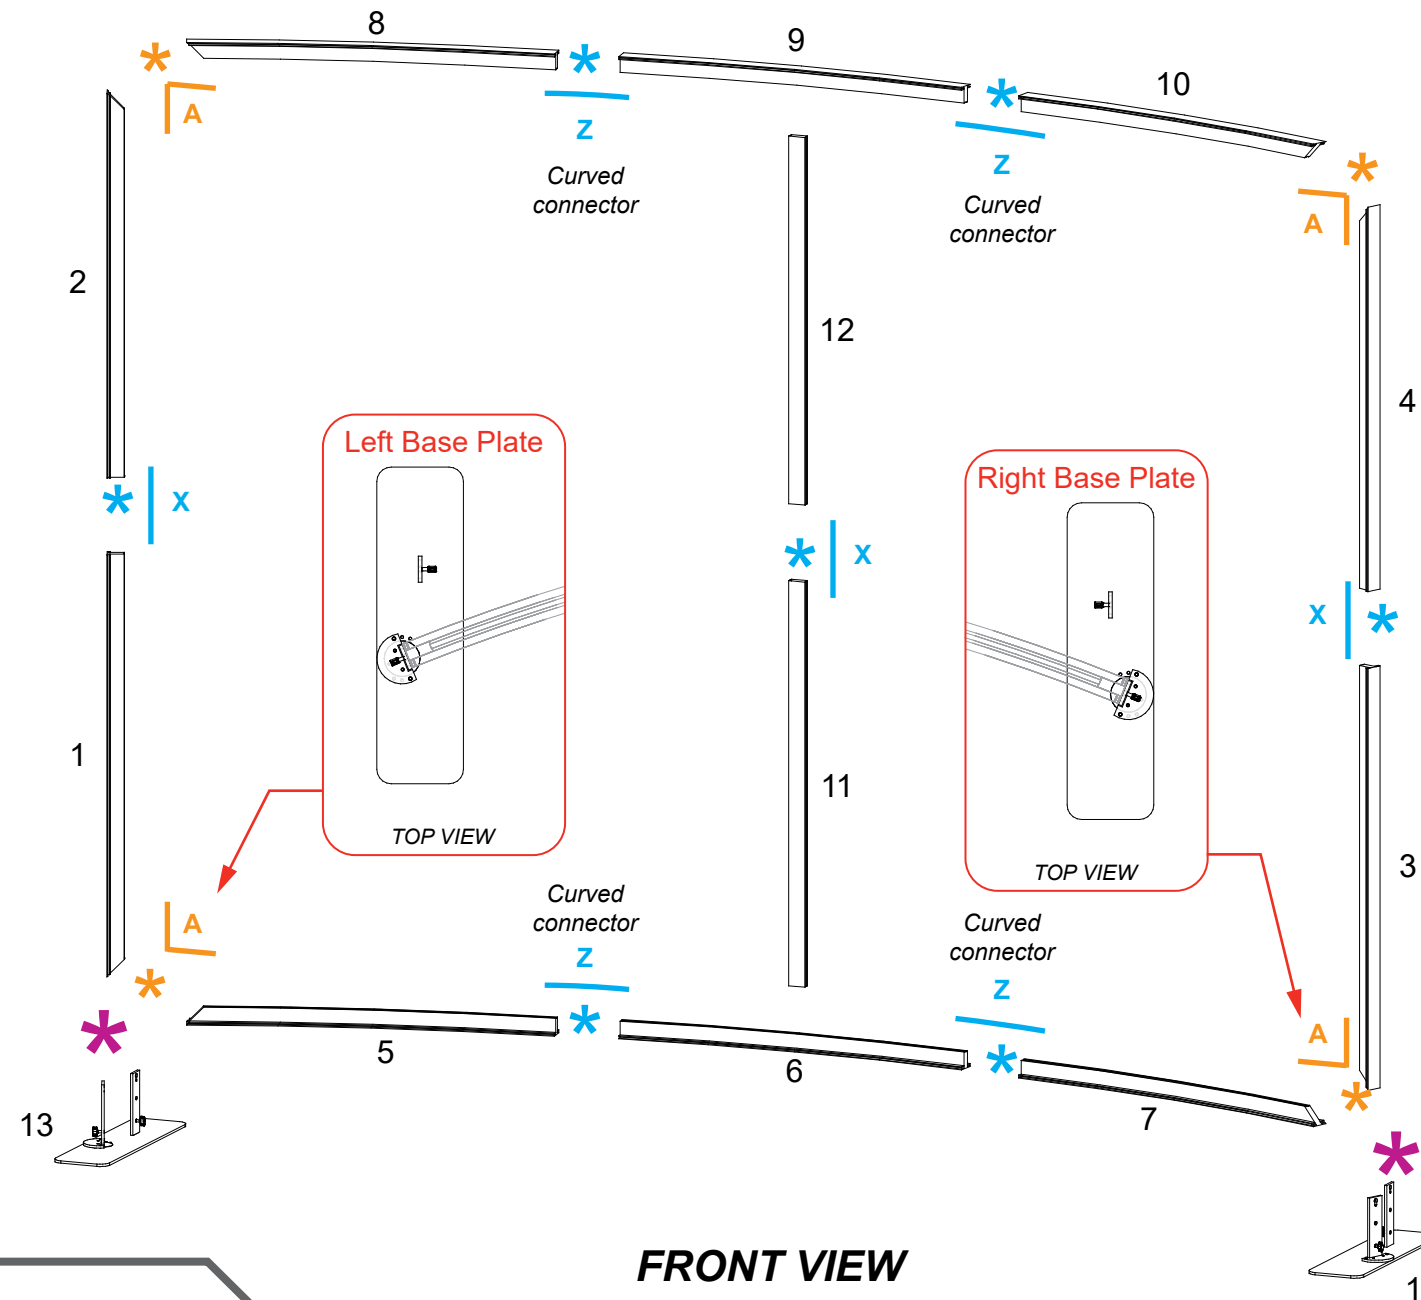 8
9
10
A
Z
Curved
connector
Z
Curved
connector
A
2
12
4
Left Base Plate
Right Base Plate
X
X
X
1
11
TOP VIEW
TOP VIEW
3
A
Curved
connector
Z
Curved
connector
Z
A
5
6
7
13
FRONT VIEW
1